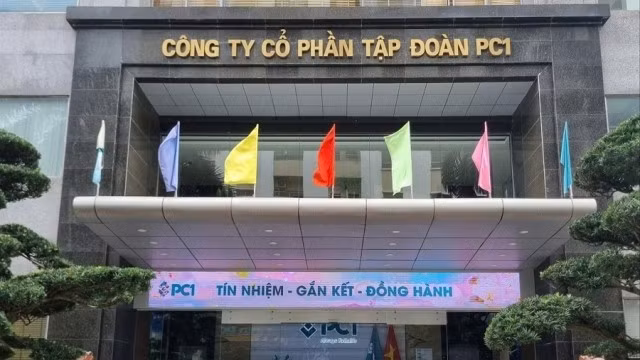 CÔNG TY CỔ PHẦN TẬP ĐOÀN PC1
PC1 TÍN NHIỆM - GẮN KẾT - ĐỒNG HÀNH
PC1